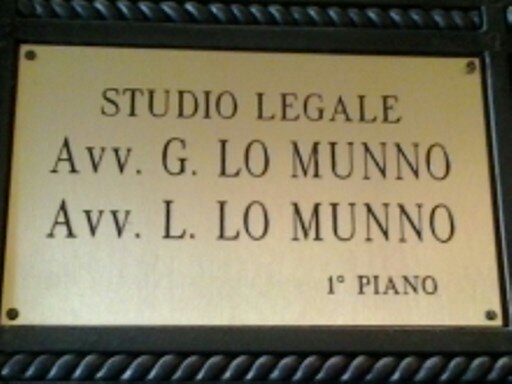 STUDIO LEGALE
Avv. G. LO MUNNO
Avv. L. LO MUNNO
1° PIANO